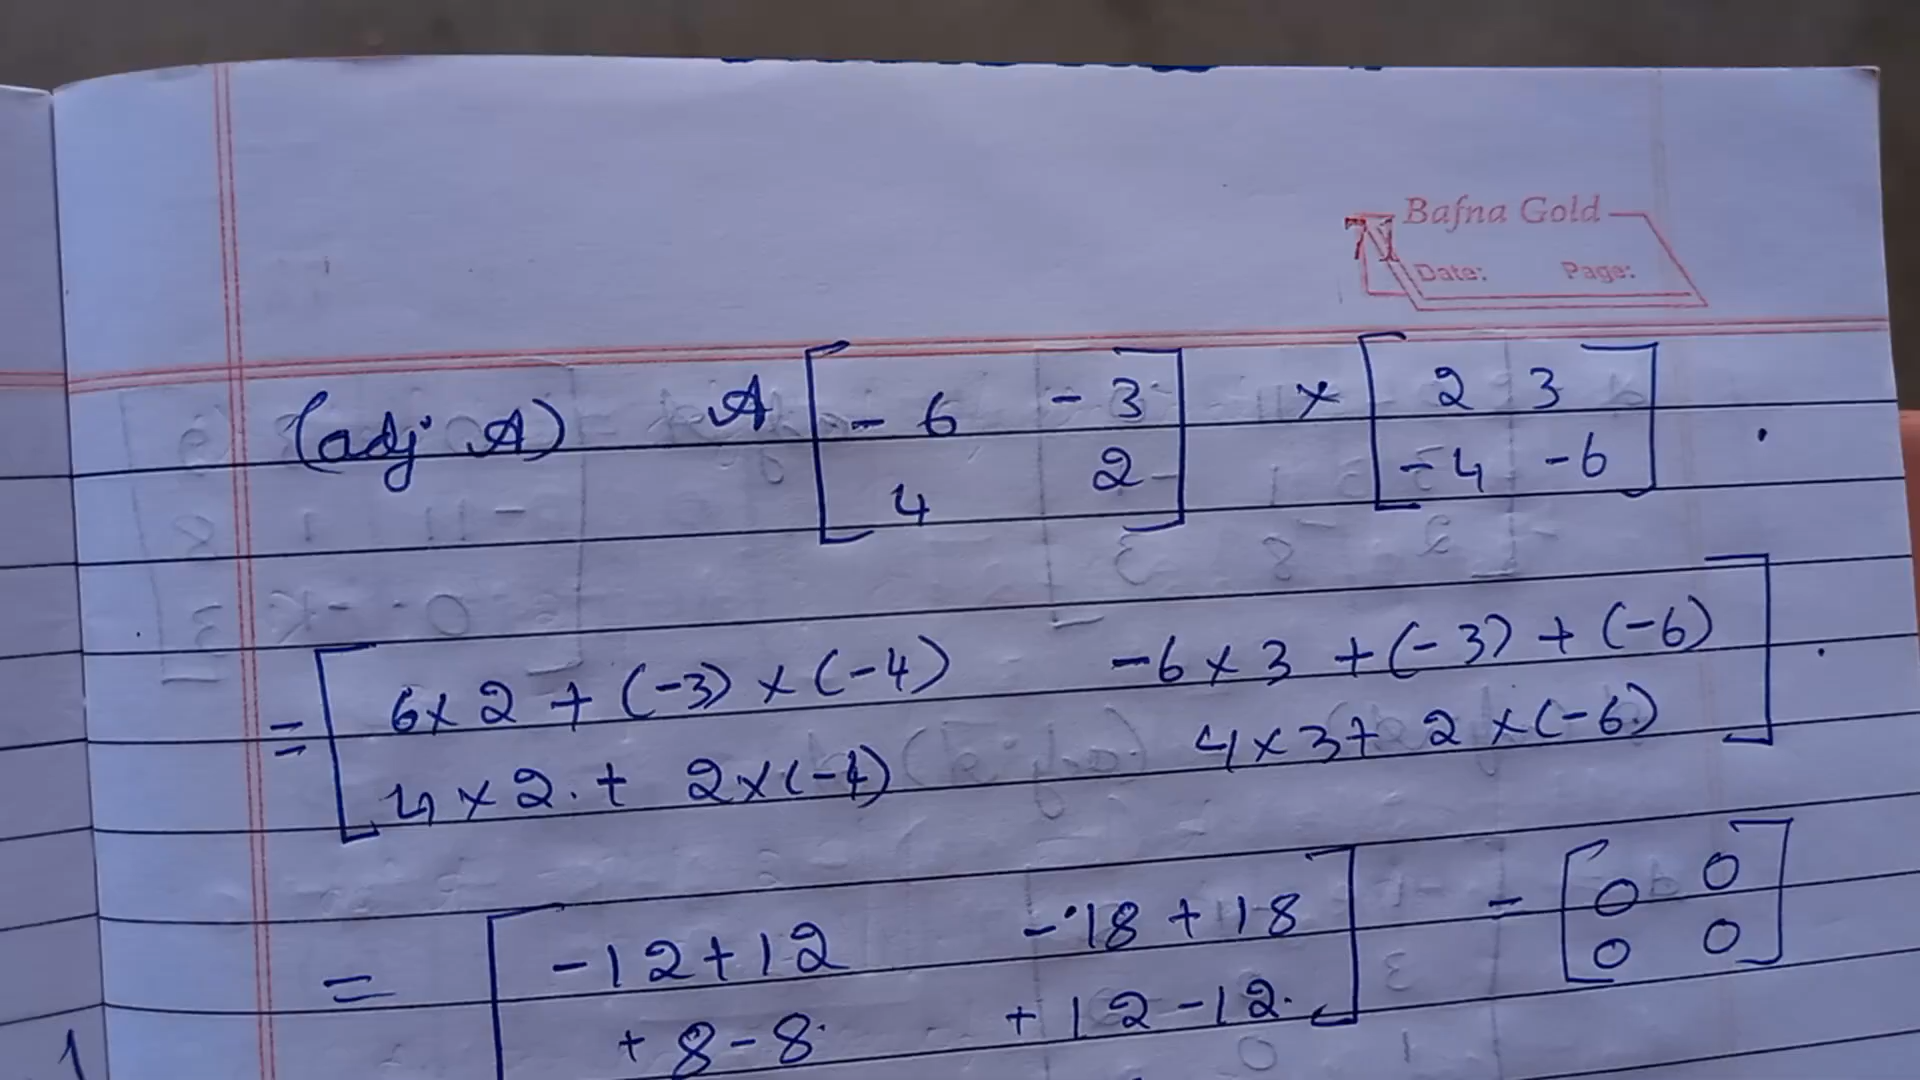 Bafna Gold
Date: Page:
(adj A) A [ -6 -3 ] × [ 2 3 ]
[ 4 2 ] [ -4 -6 ]
= [ 6×2 + (-3) × (-4) -6×3 + (-3) + (-6) ]
[ 4×2. + 2×(-4) 4×3+ 2×(-6) ]
= [ -12+12 -18+18 ] - [ 0 0 ]
[ +8-8 +12-12. ] [ 0 0 ]